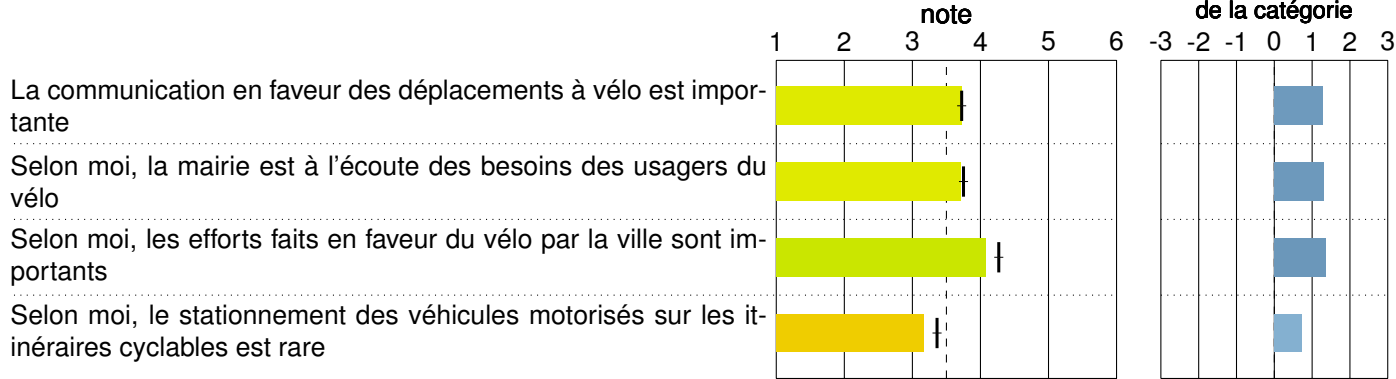 note
de la catégorie
1 2 3 4 5 6
-3 -2 -1 0 1 2 3
La communication en faveur des déplacements à vélo est impor-
tante
Selon moi, la mairie est à l'écoute des besoins des usagers du
vélo
Selon moi, les efforts faits en faveur du vélo par la ville sont im-
portants
Selon moi, le stationnement des véhicules motorisés sur les it-
inéraires cyclables est rare